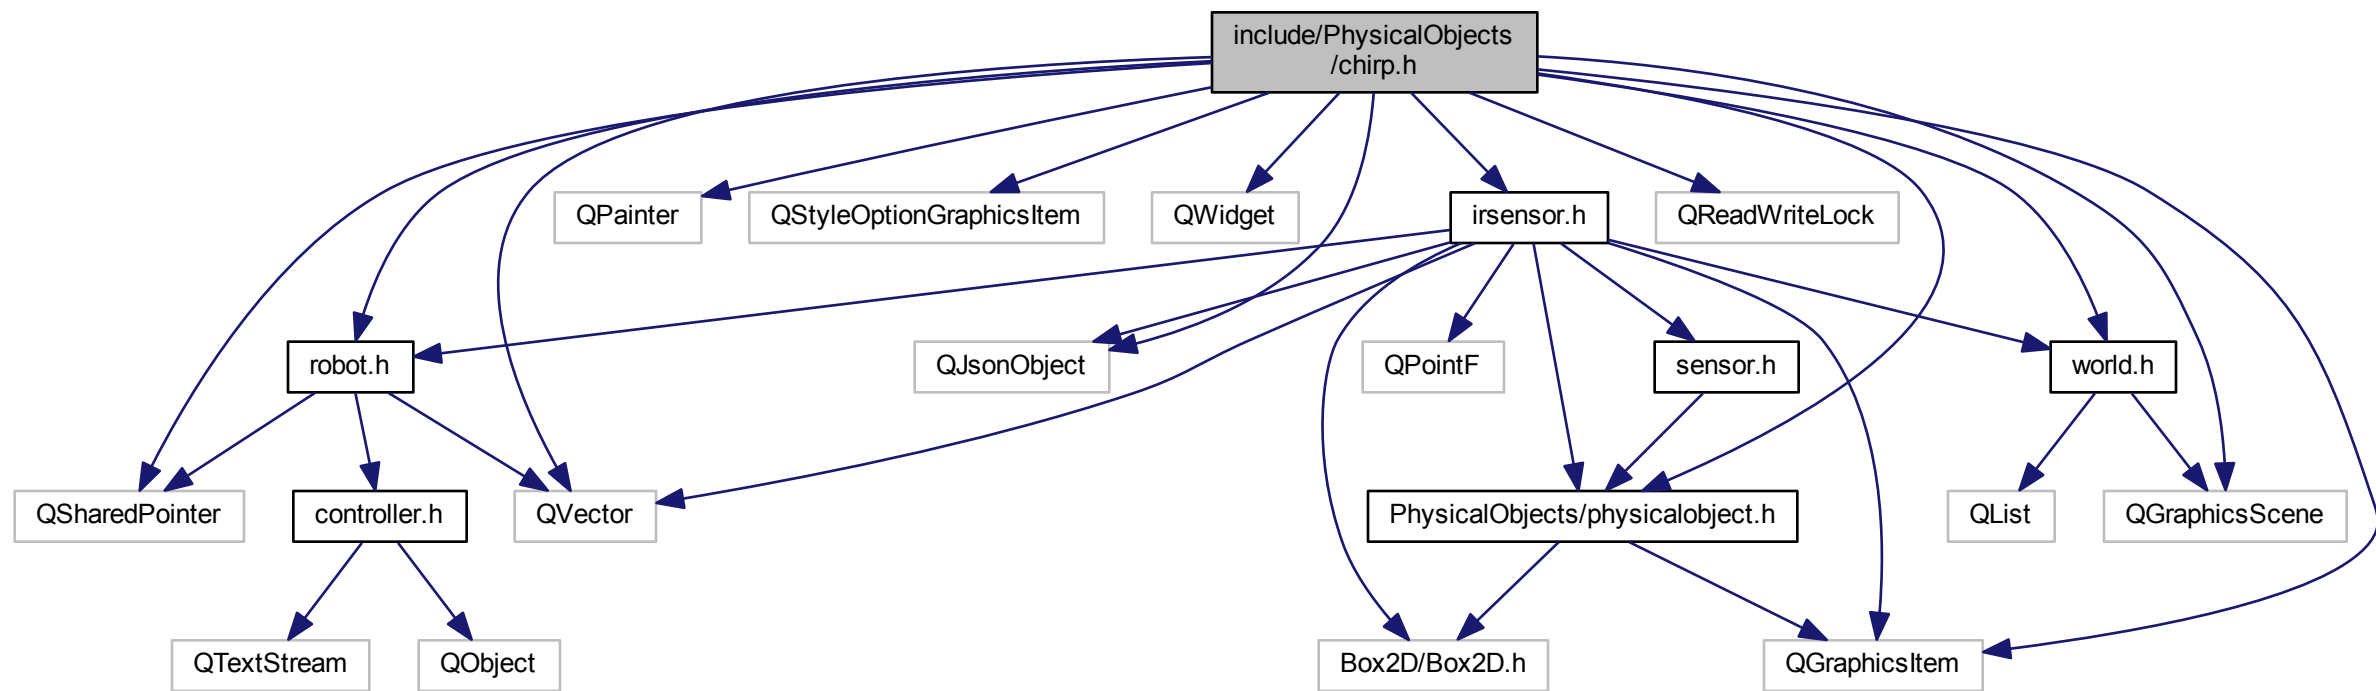 include/PhysicalObjects
/chirp.h
QPainter
QStyleOptionGraphicsItem
QWidget
irsensor.h
QReadWriteLock
robot.h
QJsonObject
QPointF
sensor.h
world.h
QSharedPointer
controller.h
QVector
PhysicalObjects/physicalobject.h
QList
QGraphicsScene
QTextStream
QObject
Box2D/Box2D.h
QGraphicsItem